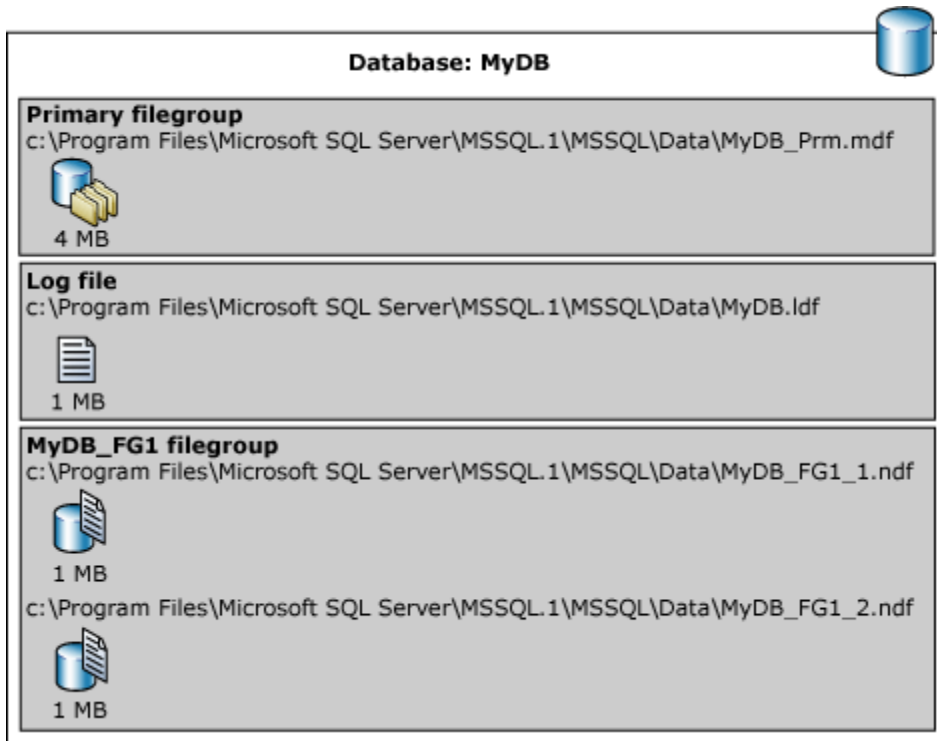 Database: MyDB
Primary filegroup
c:\Program Files\Microsoft SQL Server\MSSQL.1\MSSQL\Data\MyDB_Prm.mdf
4 MB
Log file
c:\Program Files\Microsoft SQL Server\MSSQL.1\MSSQL\Data\MyDB.ldf
1 MB
MyDB_FG1 filegroup
c:\Program Files\Microsoft SQL Server\MSSQL.1\MSSQL\Data\MyDB_FG1_1.ndf
1 MB
c:\Program Files\Microsoft SQL Server\MSSQL.1\MSSQL\Data\MyDB_FG1_2.ndf
1 MB